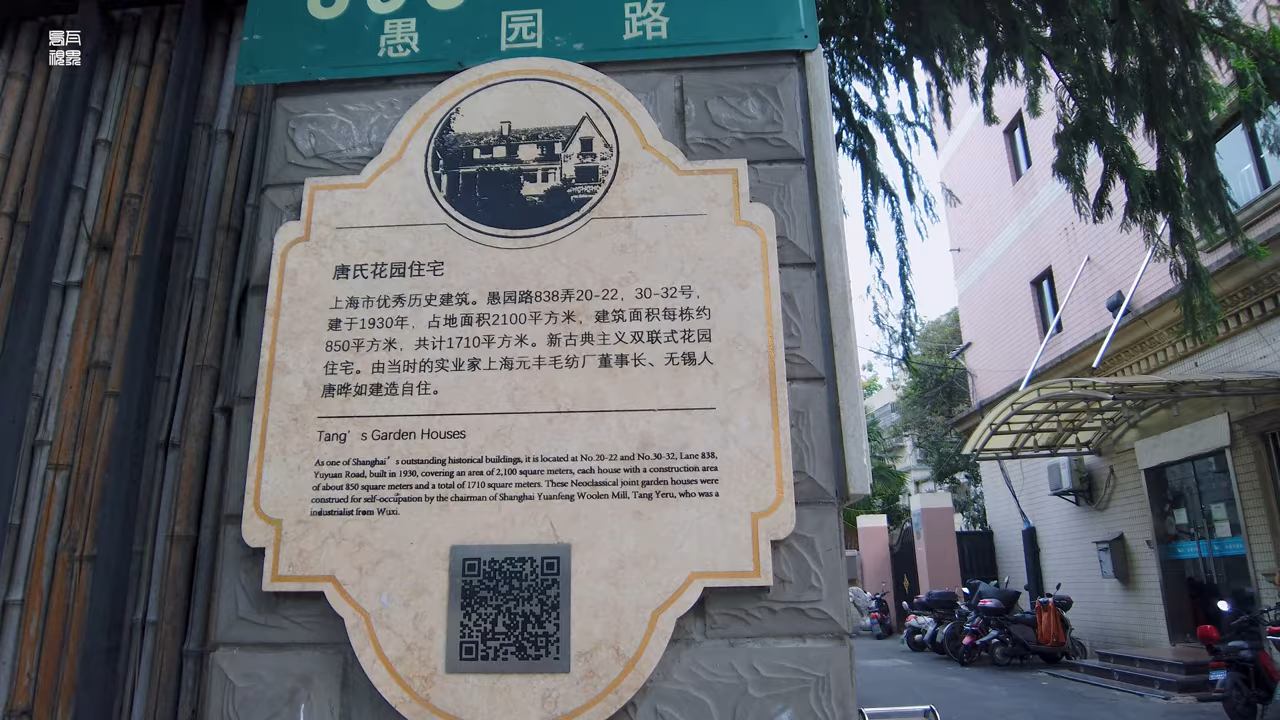 愚园路
唐氏花园住宅
上海市优秀历史建筑。愚园路838弄20-22，30-32号，
建于1930年，占地面积2100平方米，建筑面积每栋约
850平方米，共计1710平方米。新古典主义双联式花园
住宅。由当时的实业家上海元丰毛纺厂董事长、无锡人
唐晔如建造自住。
Tang's Garden Houses
As one of Shanghai's outstanding historical buildings, it is located at No.20-22 and No.30-32, Lane 838,
Yuyuan Road, built in 1930, covering an area of 2,100 square meters, each house with a construction area
of about 850 square meters and a total of 1710 square meters. These Neoclassical joint garden houses were
construed for self-occupation by the chairman of Shanghai Yuanfeng Woolen Mill, Tang Yeru, who was a
industrialist from Wuxi.